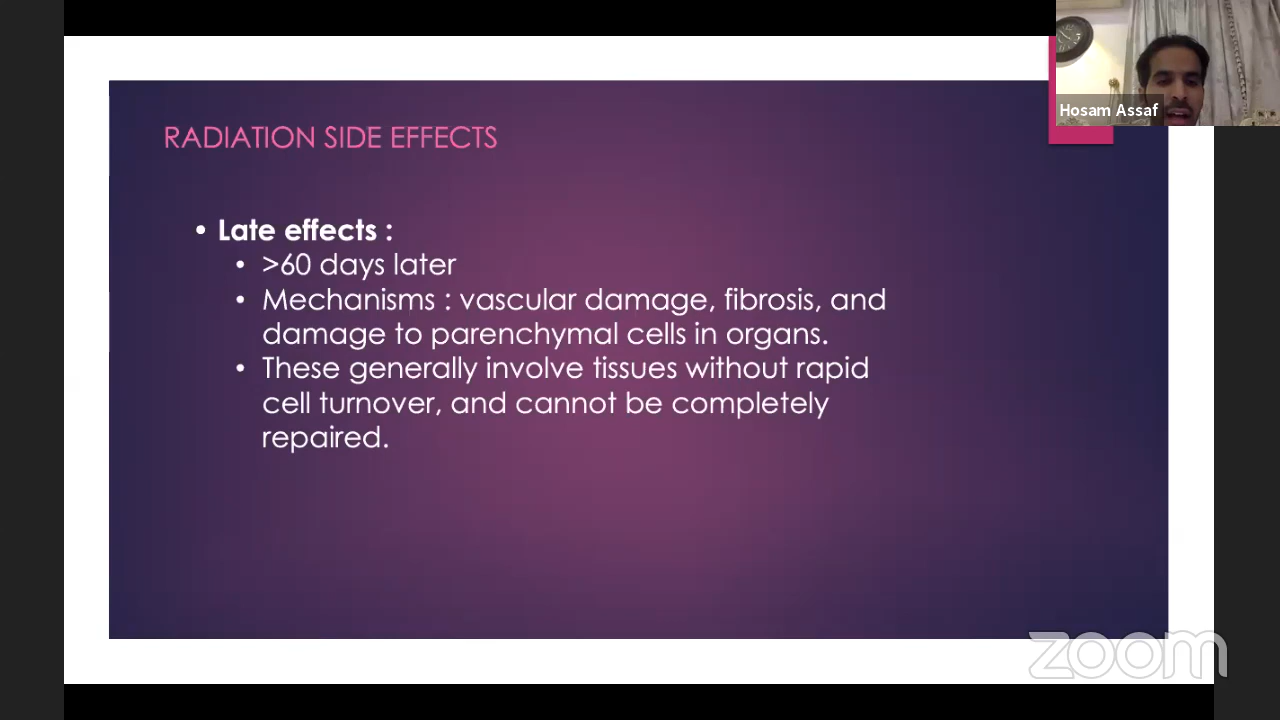 Hosam Assaf
RADIATION SIDE EFFECTS
• Late effects :
• >60 days later
• Mechanisms : vascular damage, fibrosis, and
damage to parenchymal cells in organs.
• These generally involve tissues without rapid
cell turnover, and cannot be completely
repaired.
zoom